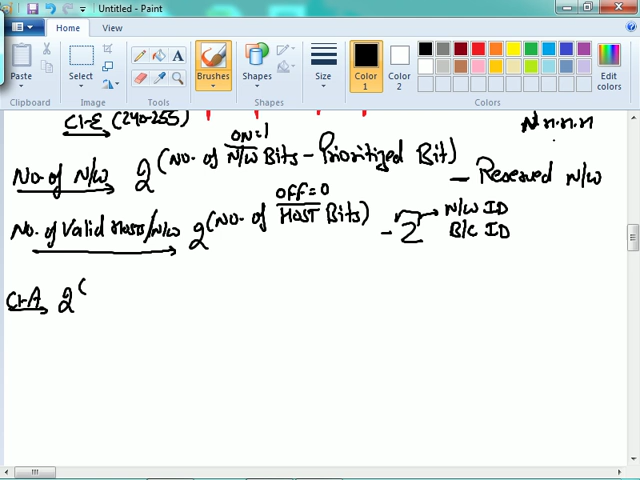 Untitled - Paint
Home View
Paste Select Brushes Shapes Size Color 1 Color 2 Edit colors
Clipboard Image Tools Colors
Cl-E (240-255)
N.n.n.n
ON=1
No. of N/W 2^(No. of N/W Bits - Prioritized Bit) - Reserved N/W
OFF=0
No. of Valid Hosts/N/W 2^(No. of HOST Bits) - 2 N/W ID
B/C ID
Cl-A 2^(